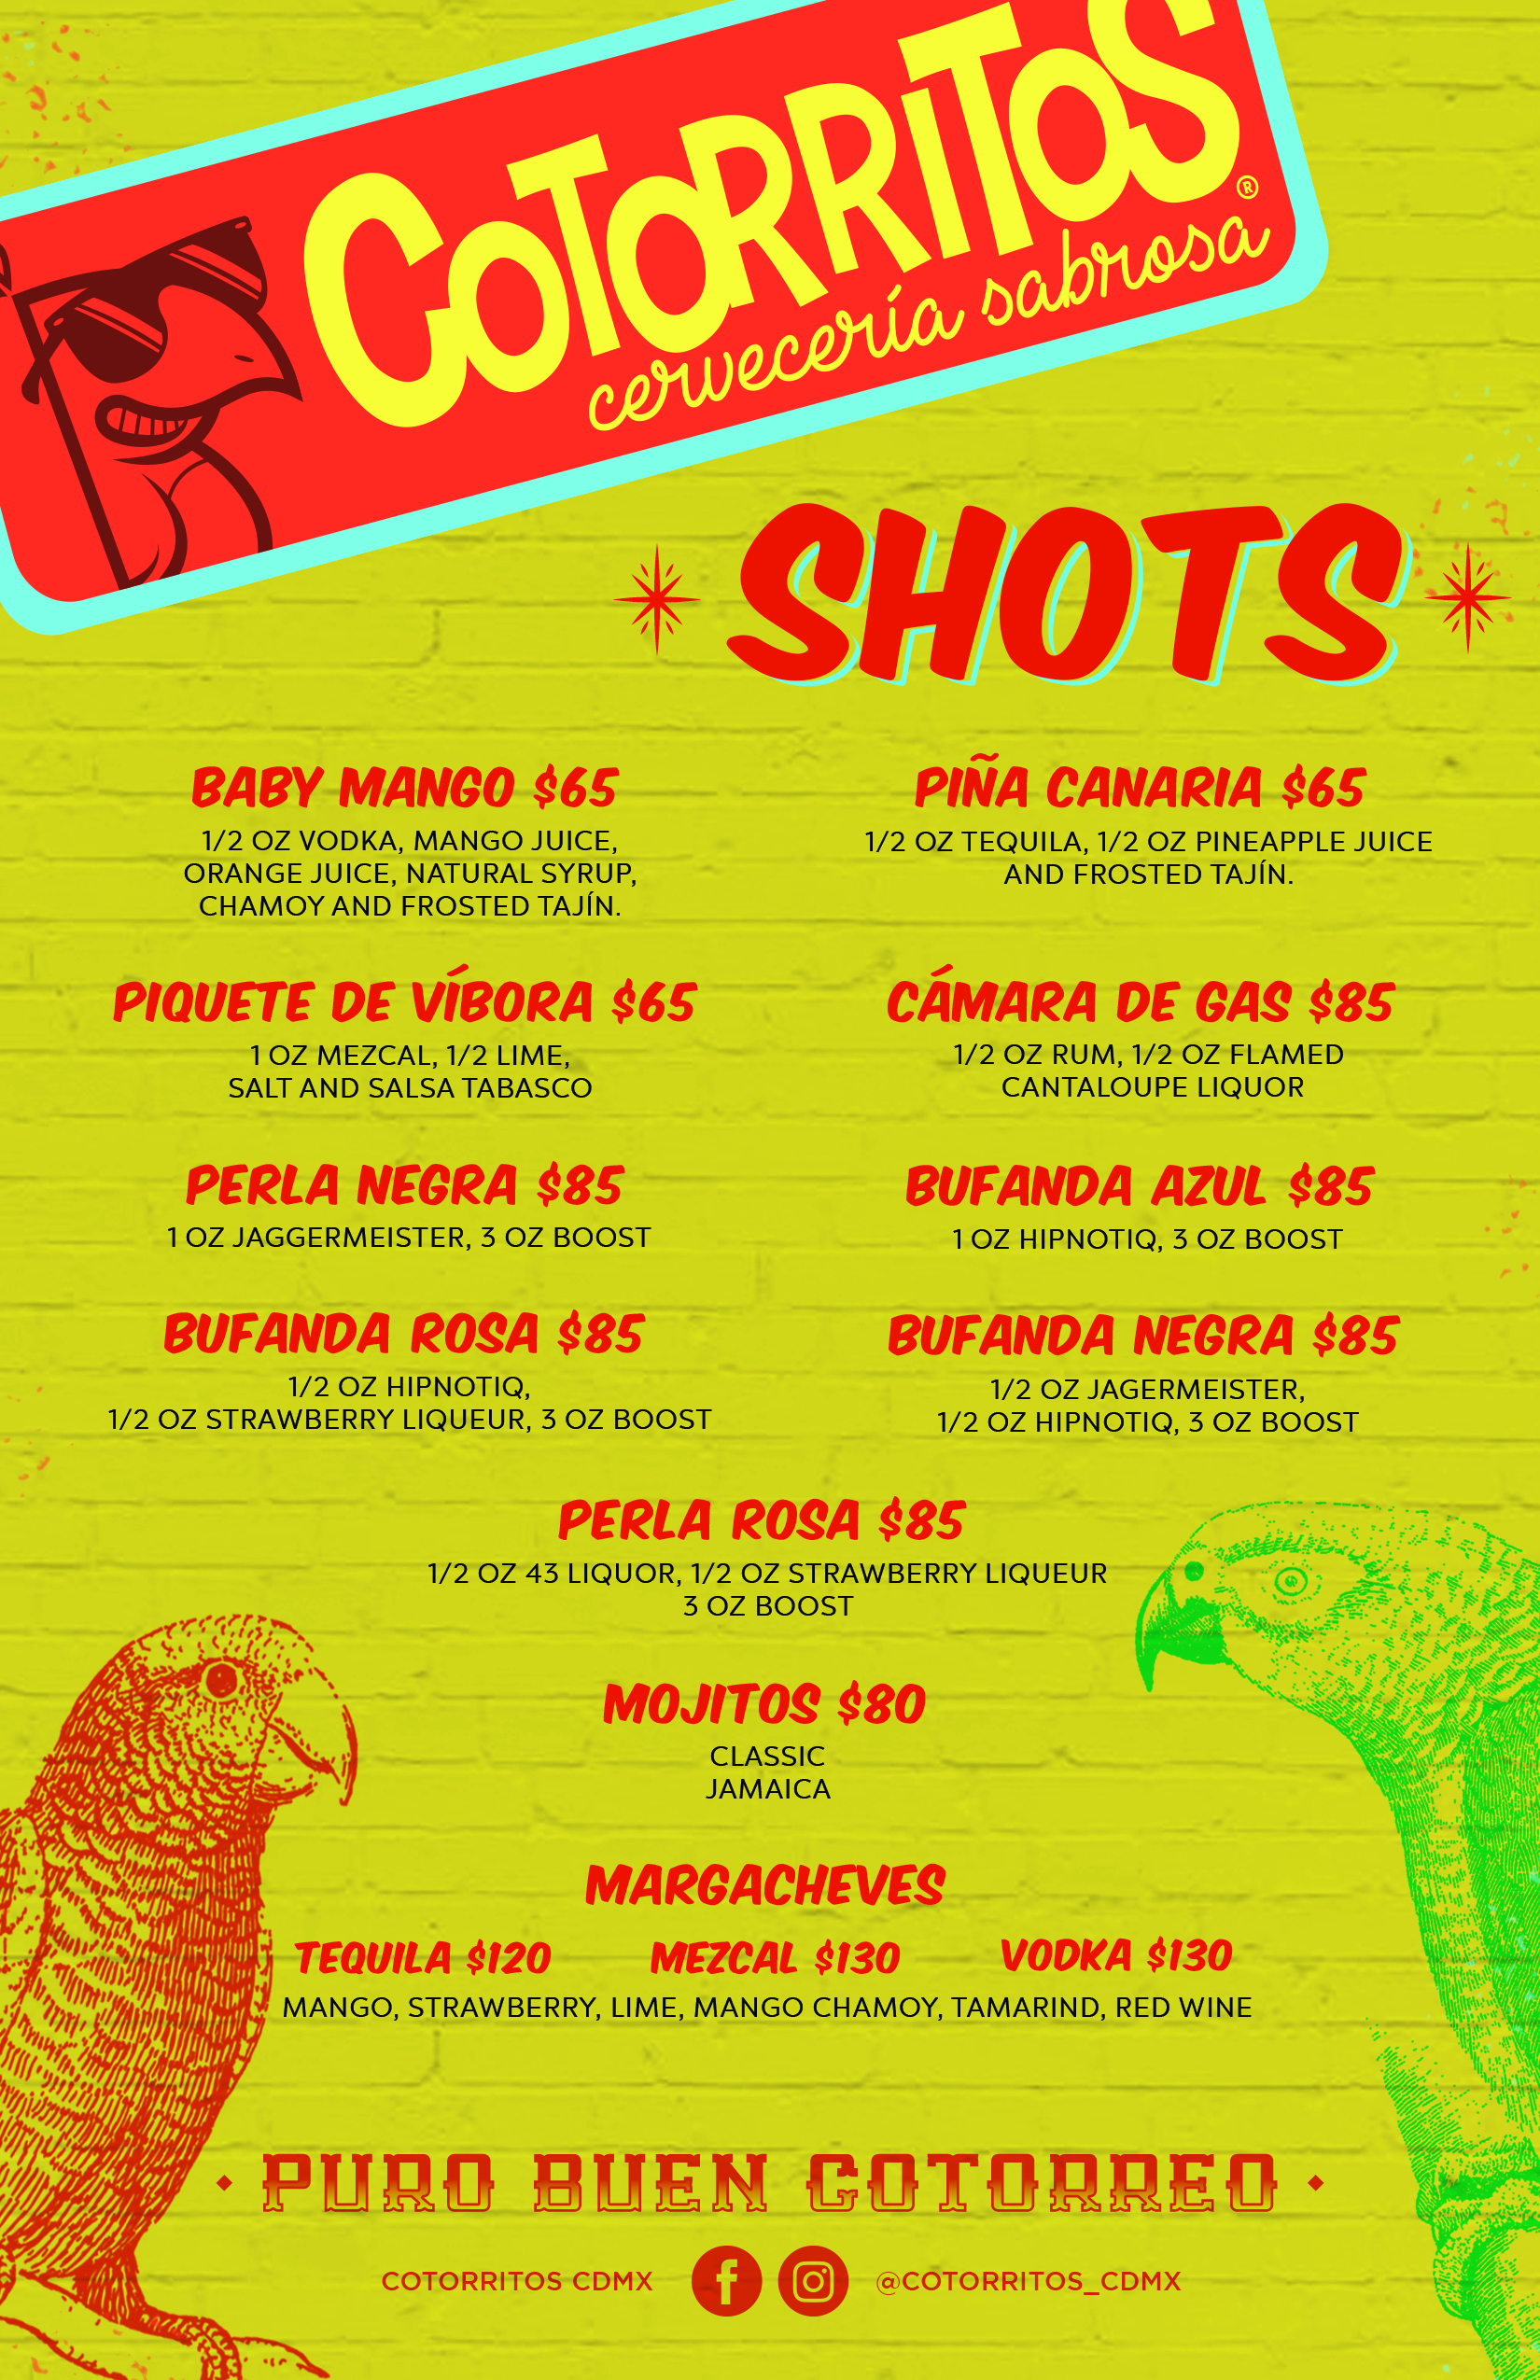 COTORRITOS®
cervecería sabrosa
SHOTS
BABY MANGO $65
1/2 OZ VODKA, MANGO JUICE,
ORANGE JUICE, NATURAL SYRUP,
CHAMOY AND FROSTED TAJÍN.
PIÑA CANARIA $65
1/2 OZ TEQUILA, 1/2 OZ PINEAPPLE JUICE
AND FROSTED TAJÍN.
PIQUETE DE VÍBORA $65
1 OZ MEZCAL, 1/2 LIME,
SALT AND SALSA TABASCO
CÁMARA DE GAS $85
1/2 OZ RUM, 1/2 OZ FLAMED
CANTALOUPE LIQUOR
PERLA NEGRA $85
1 OZ JAGGERMEISTER, 3 OZ BOOST
BUFANDA AZUL $85
1 OZ HIPNOTIQ, 3 OZ BOOST
BUFANDA ROSA $85
1/2 OZ HIPNOTIQ,
1/2 OZ STRAWBERRY LIQUEUR, 3 OZ BOOST
BUFANDA NEGRA $85
1/2 OZ JAGERMEISTER,
1/2 OZ HIPNOTIQ, 3 OZ BOOST
PERLA ROSA $85
1/2 OZ 43 LIQUOR, 1/2 OZ STRAWBERRY LIQUEUR
3 OZ BOOST
MOJITOS $80
CLASSIC
JAMAICA
MARGACHEVES
TEQUILA $120 MEZCAL $130 VODKA $130
MANGO, STRAWBERRY, LIME, MANGO CHAMOY, TAMARIND, RED WINE
• PURO BUEN COTORREO •
COTORRITOS CDMX @COTORRITOS_CDMX